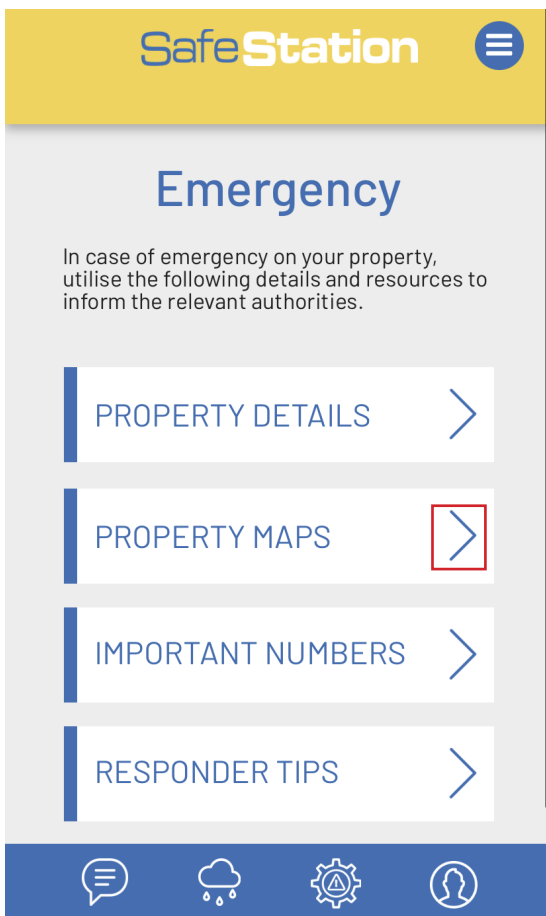 SafeStation
Emergency
In case of emergency on your property,
utilise the following details and resources to
inform the relevant authorities.
PROPERTY DETAILS
PROPERTY MAPS
IMPORTANT NUMBERS
RESPONDER TIPS